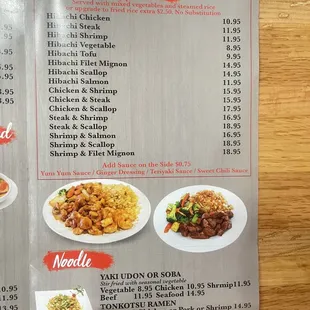 Served with mixed vegetables and steamed rice
or upgrade to fried rice extra $2.50. No Substitution
Hibachi Chicken 10.95
Hibachi Steak 11.95
Hibachi Shrimp 11.95
Hibachi Vegetable 8.95
Hibachi Tofu 9.95
Hibachi Filet Mignon 14.95
Hibachi Scallop 14.95
Hibachi Salmon 11.95
Chicken & Shrimp 15.95
Chicken & Steak 15.95
Chicken & Scallop 17.95
Steak & Shrimp 16.95
Steak & Scallop 18.95
Shrimp & Salmon 16.95
Shrimp & Scallop 18.95
Shrimp & Filet Mignon 18.95
Add Sauce on the Side $0.75
Yum Yum Sauce / Ginger Dressing / Teriyaki Sauce / Sweet Chili Sauce
Noodle
YAKI UDON OR SOBA
Stir fried with seasonal vegetable
Vegetable 8.95 Chicken 10.95 Shrmip11.95
Beef 11.95 Seafood 14.95
TONKOTSU RAMEN
Pork or Shrimp 14.95